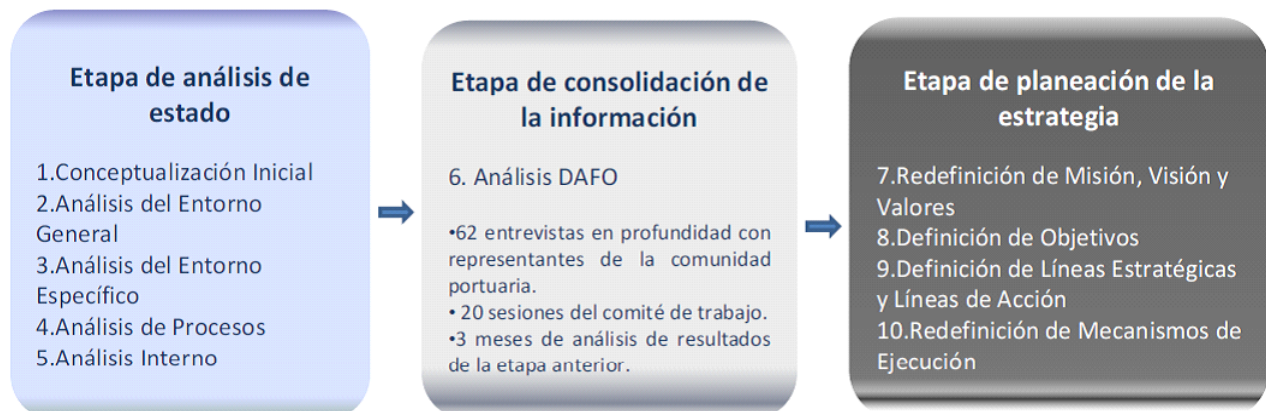 Etapa de análisis de
estado
1.Conceptualización Inicial
2.Análisis del Entorno
General
3.Análisis del Entorno
Específico
4.Análisis de Procesos
5.Análisis Interno
Etapa de consolidación de
la información
6. Análisis DAFO
•62 entrevistas en profundidad con
representantes de la comunidad
portuaria.
• 20 sesiones del comité de trabajo.
•3 meses de análisis de resultados
de la etapa anterior.
Etapa de planeación de la
estrategia
7.Redefinición de Misión, Visión y
Valores
8.Definición de Objetivos
9.Definición de Líneas Estratégicas
y Líneas de Acción
10.Redefinición de Mecanismos de
Ejecución